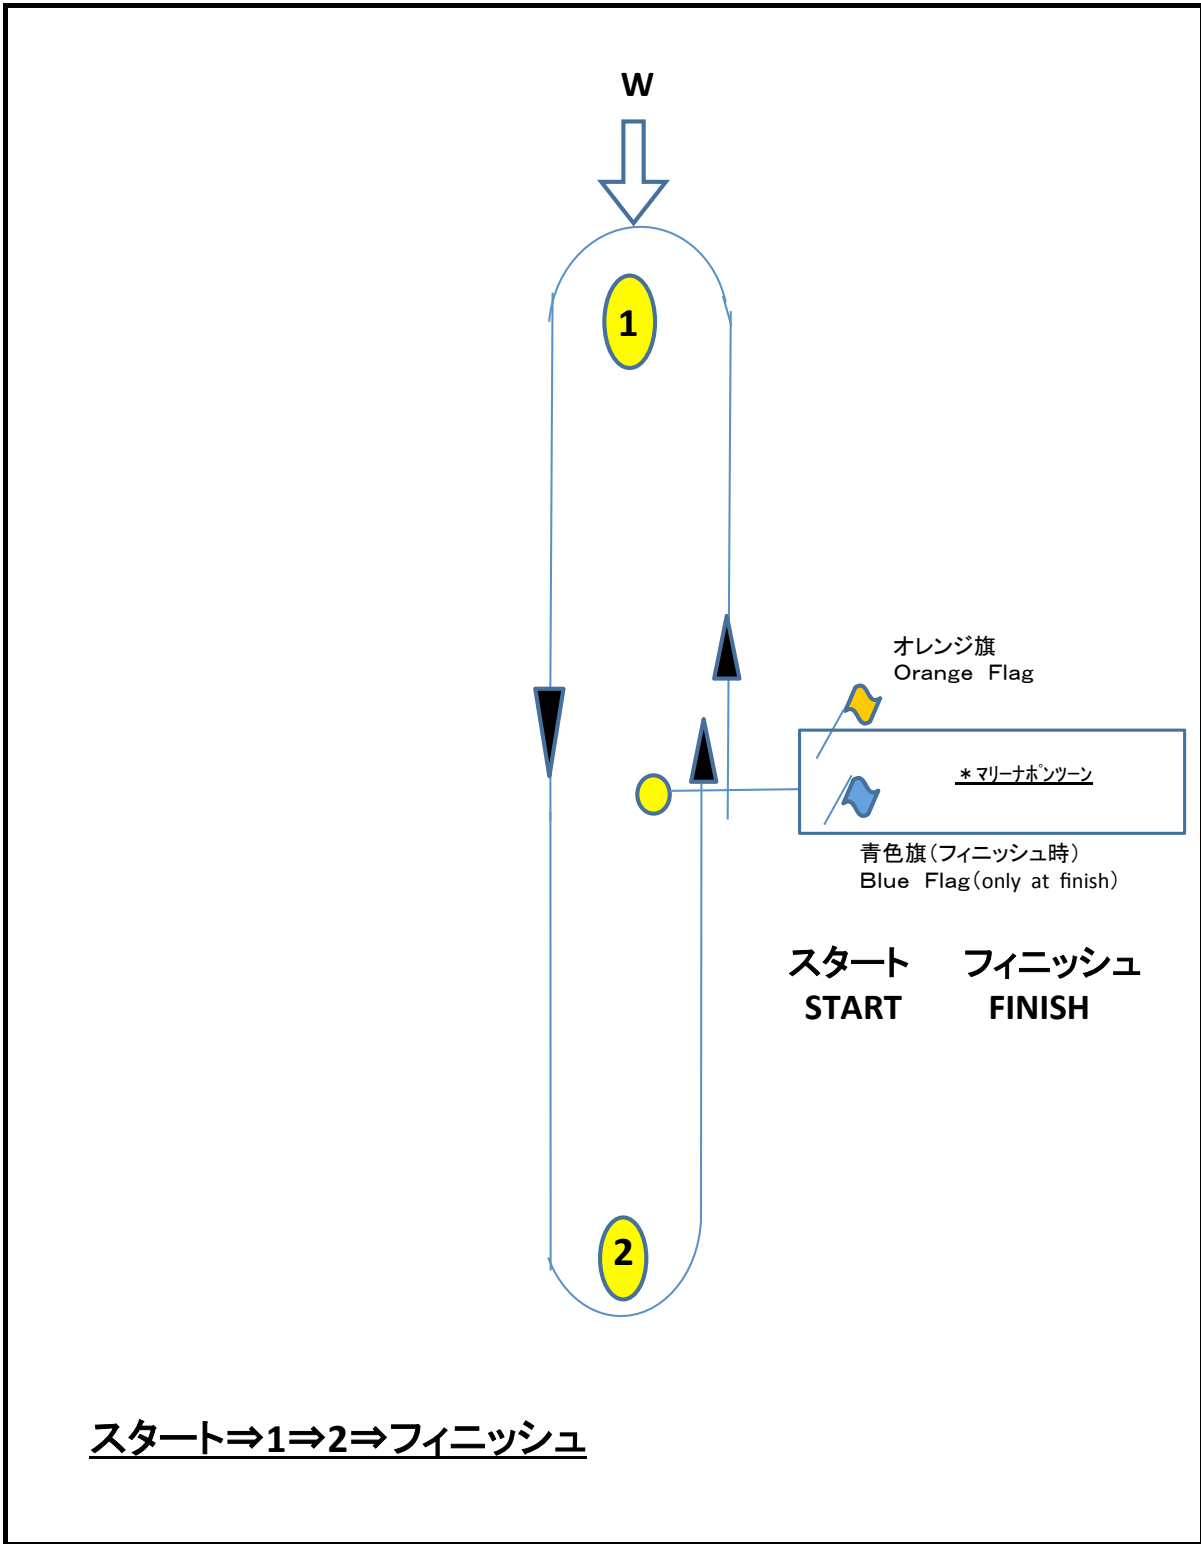 W
1
オレンジ旗
Orange Flag
＊マリーナポンツーン
青色旗（フィニッシュ時）
Blue Flag（only at finish）
スタート フィニッシュ
START FINISH
2
スタート⇒1⇒2⇒フィニッシュ